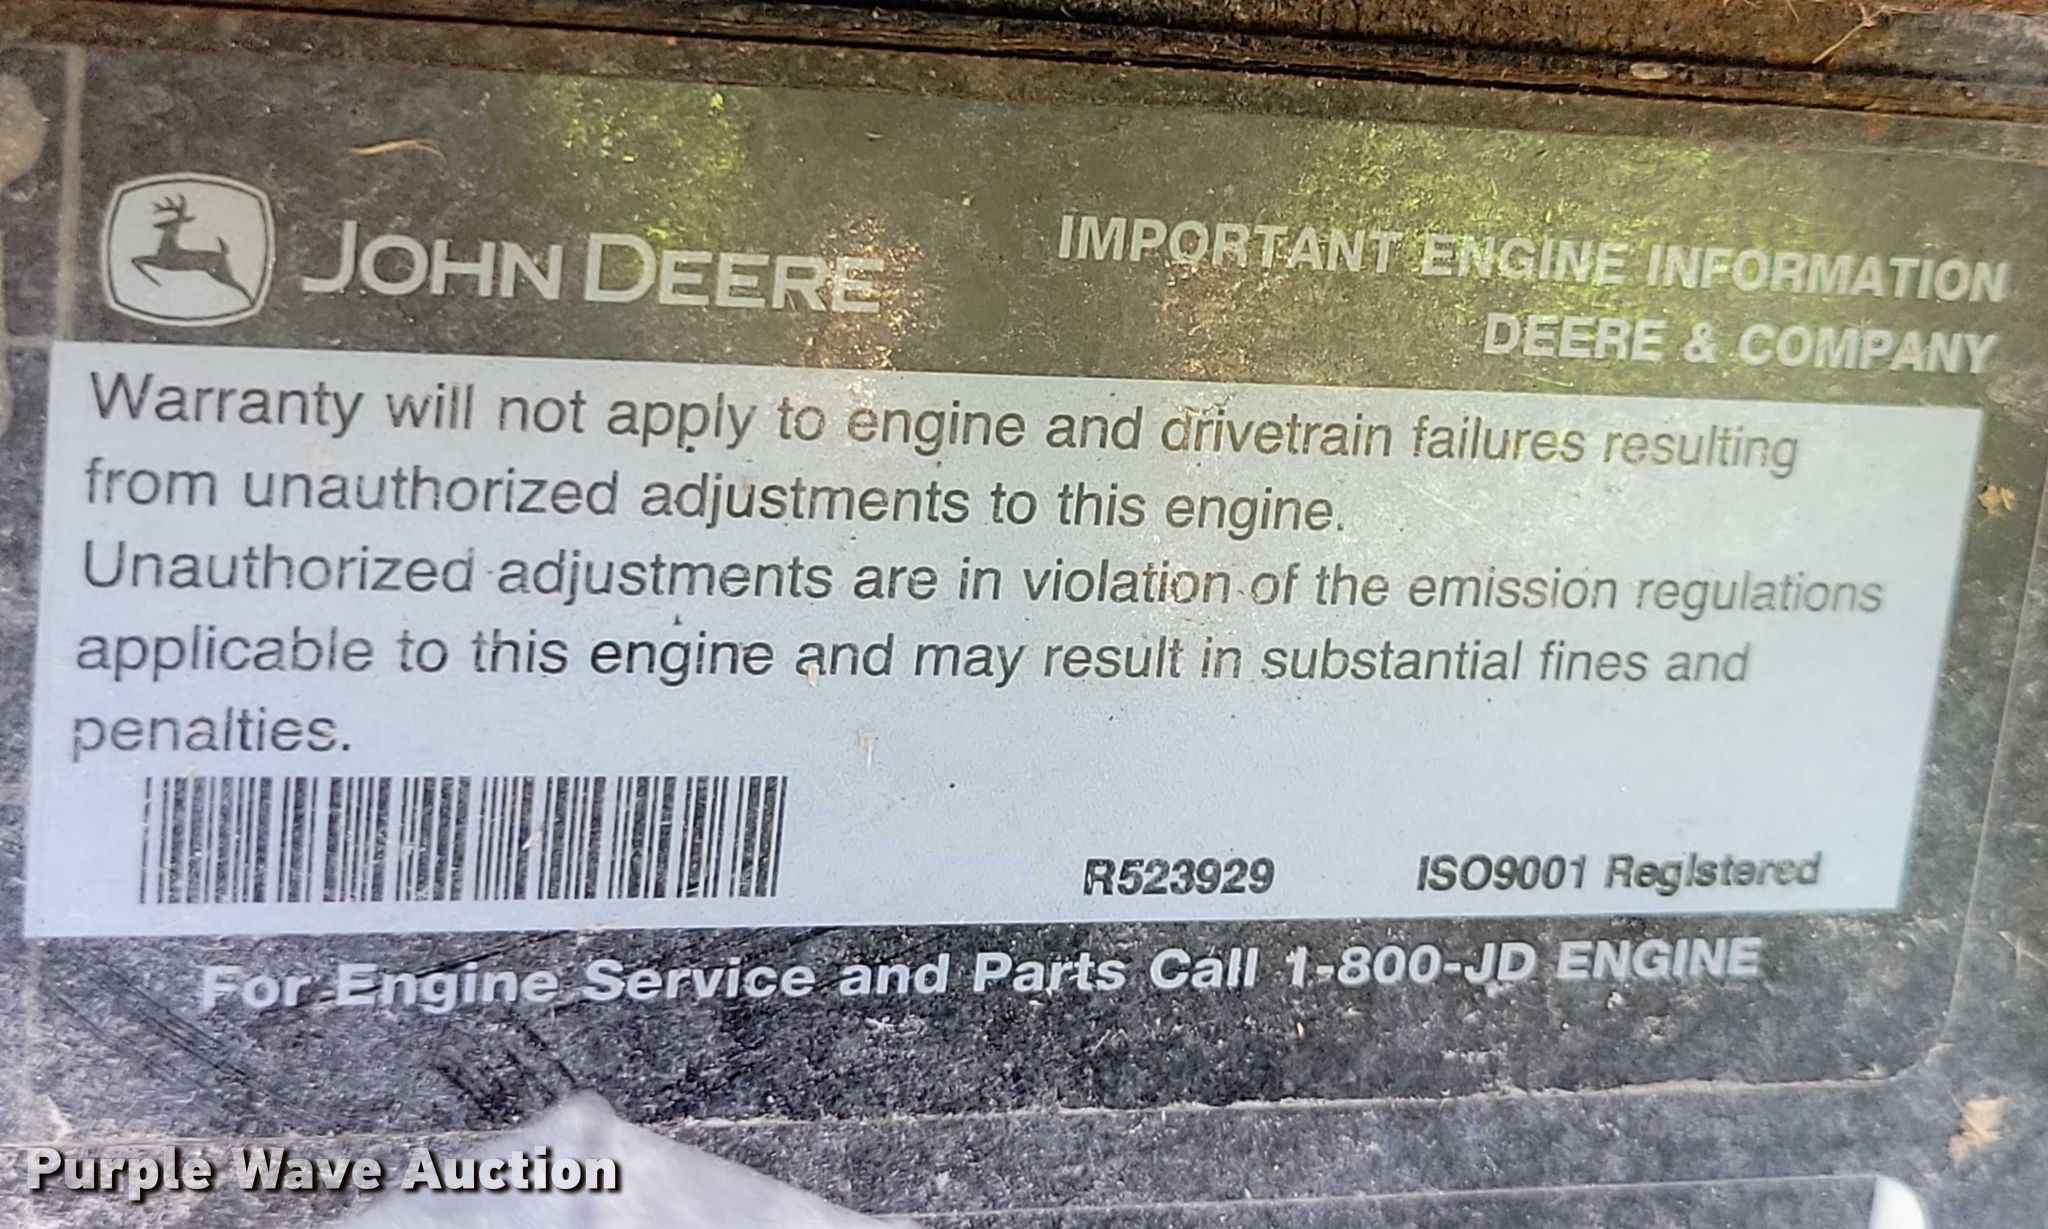 JOHN DEERE
IMPORTANT ENGINE INFORMATION
DEERE & COMPANY
Warranty will not apply to engine and drivetrain failures resulting
from unauthorized adjustments to this engine.
Unauthorized adjustments are in violation of the emission regulations
applicable to this engine and may result in substantial fines and
penalties.
R523929 ISO9001 Registered
For Engine Service and Parts Call 1-800-JD ENGINE
Purple Wave Auction